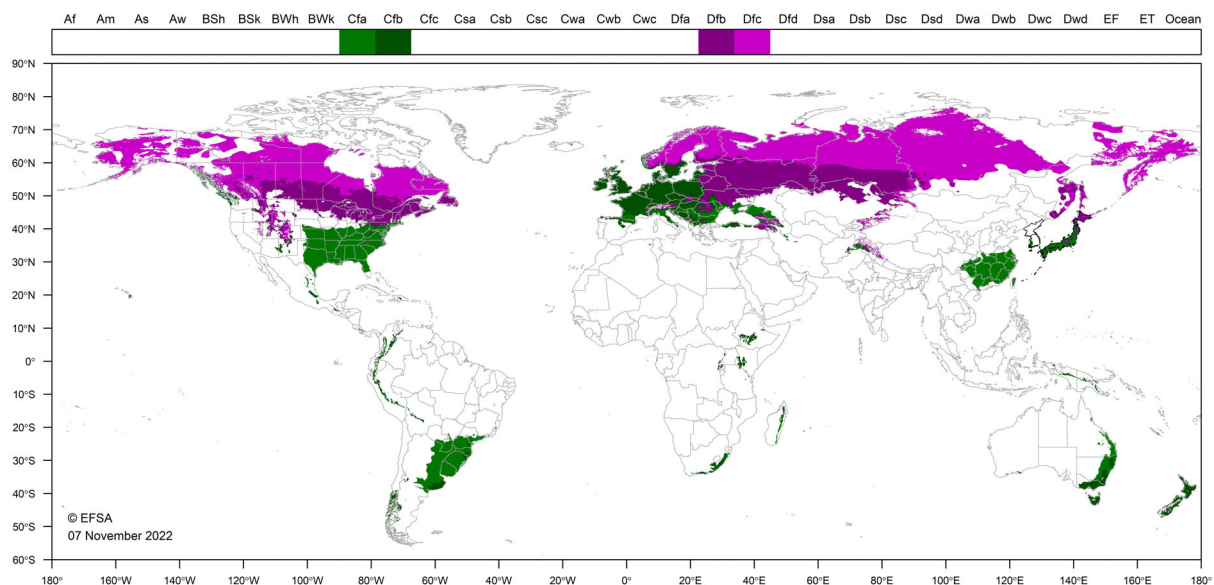 Af Am As Aw BSh BSk BWh BWk Cfa Cfb Cfc Csa Csb Csc Cwa Cwb Cwc Dfa Dfb Dfc Dfd Dsa Dsb Dsc Dsd Dwa Dwb Dwc Dwd EF ET Ocean
90°N
80°N
70°N
60°N
50°N
40°N
30°N
20°N
10°N
0°
10°S
20°S
30°S
40°S
50°S
60°S
© EFSA
07 November 2022
180° 160°W 140°W 120°W 100°W 80°W 60°W 40°W 20°W 0° 20°E 40°E 60°E 80°E 100°E 120°E 140°E 160°E 180°